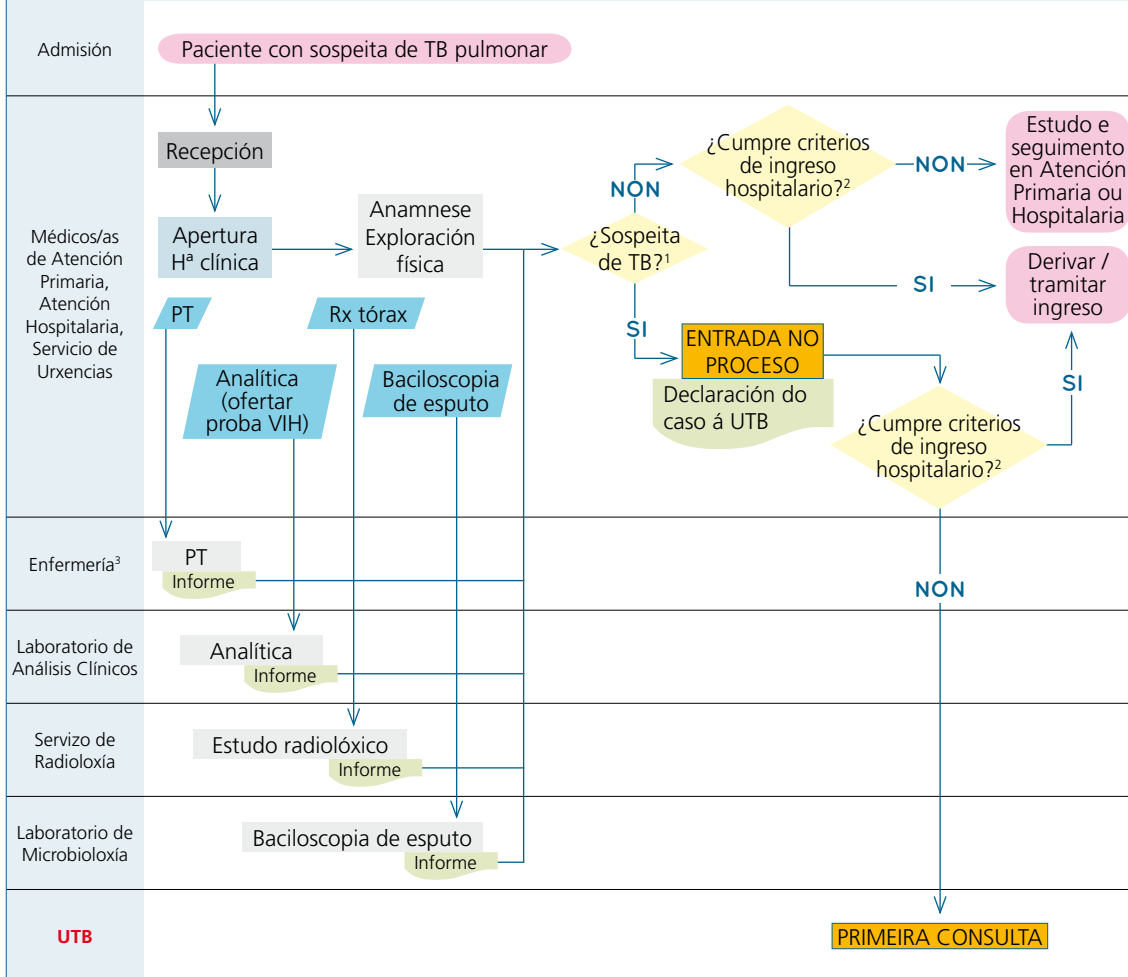 Admisión
Paciente con sospeita de TB pulmonar
Médicos/as
de Atención
Primaria,
Atención
Hospitalaria,
Servicio de
Urxencias
Recepción
Apertura
Hª clínica
Anamnese
Exploración
física
PT
Rx tórax
Analítica
(ofertar
proba VIH)
Baciloscopia
de esputo
¿Sospeita
de TB?¹
NON
¿Cumpre criterios
de ingreso
hospitalario?²
NON
Estudo e
seguimento
en Atención
Primaria ou
Hospitalaria
SI
Derivar /
tramitar
ingreso
SI
ENTRADA NO
PROCESO
Declaración do
caso á UTB
¿Cumpre criterios
de ingreso
hospitalario?²
SI
NON
Enfermería³
PT
Informe
Laboratorio de
Análisis Clínicos
Analítica
Informe
Servizo de
Radioloxía
Estudo radiolóxico
Informe
Laboratorio de
Microbioloxía
Baciloscopia de esputo
Informe
UTB
PRIMEIRA CONSULTA